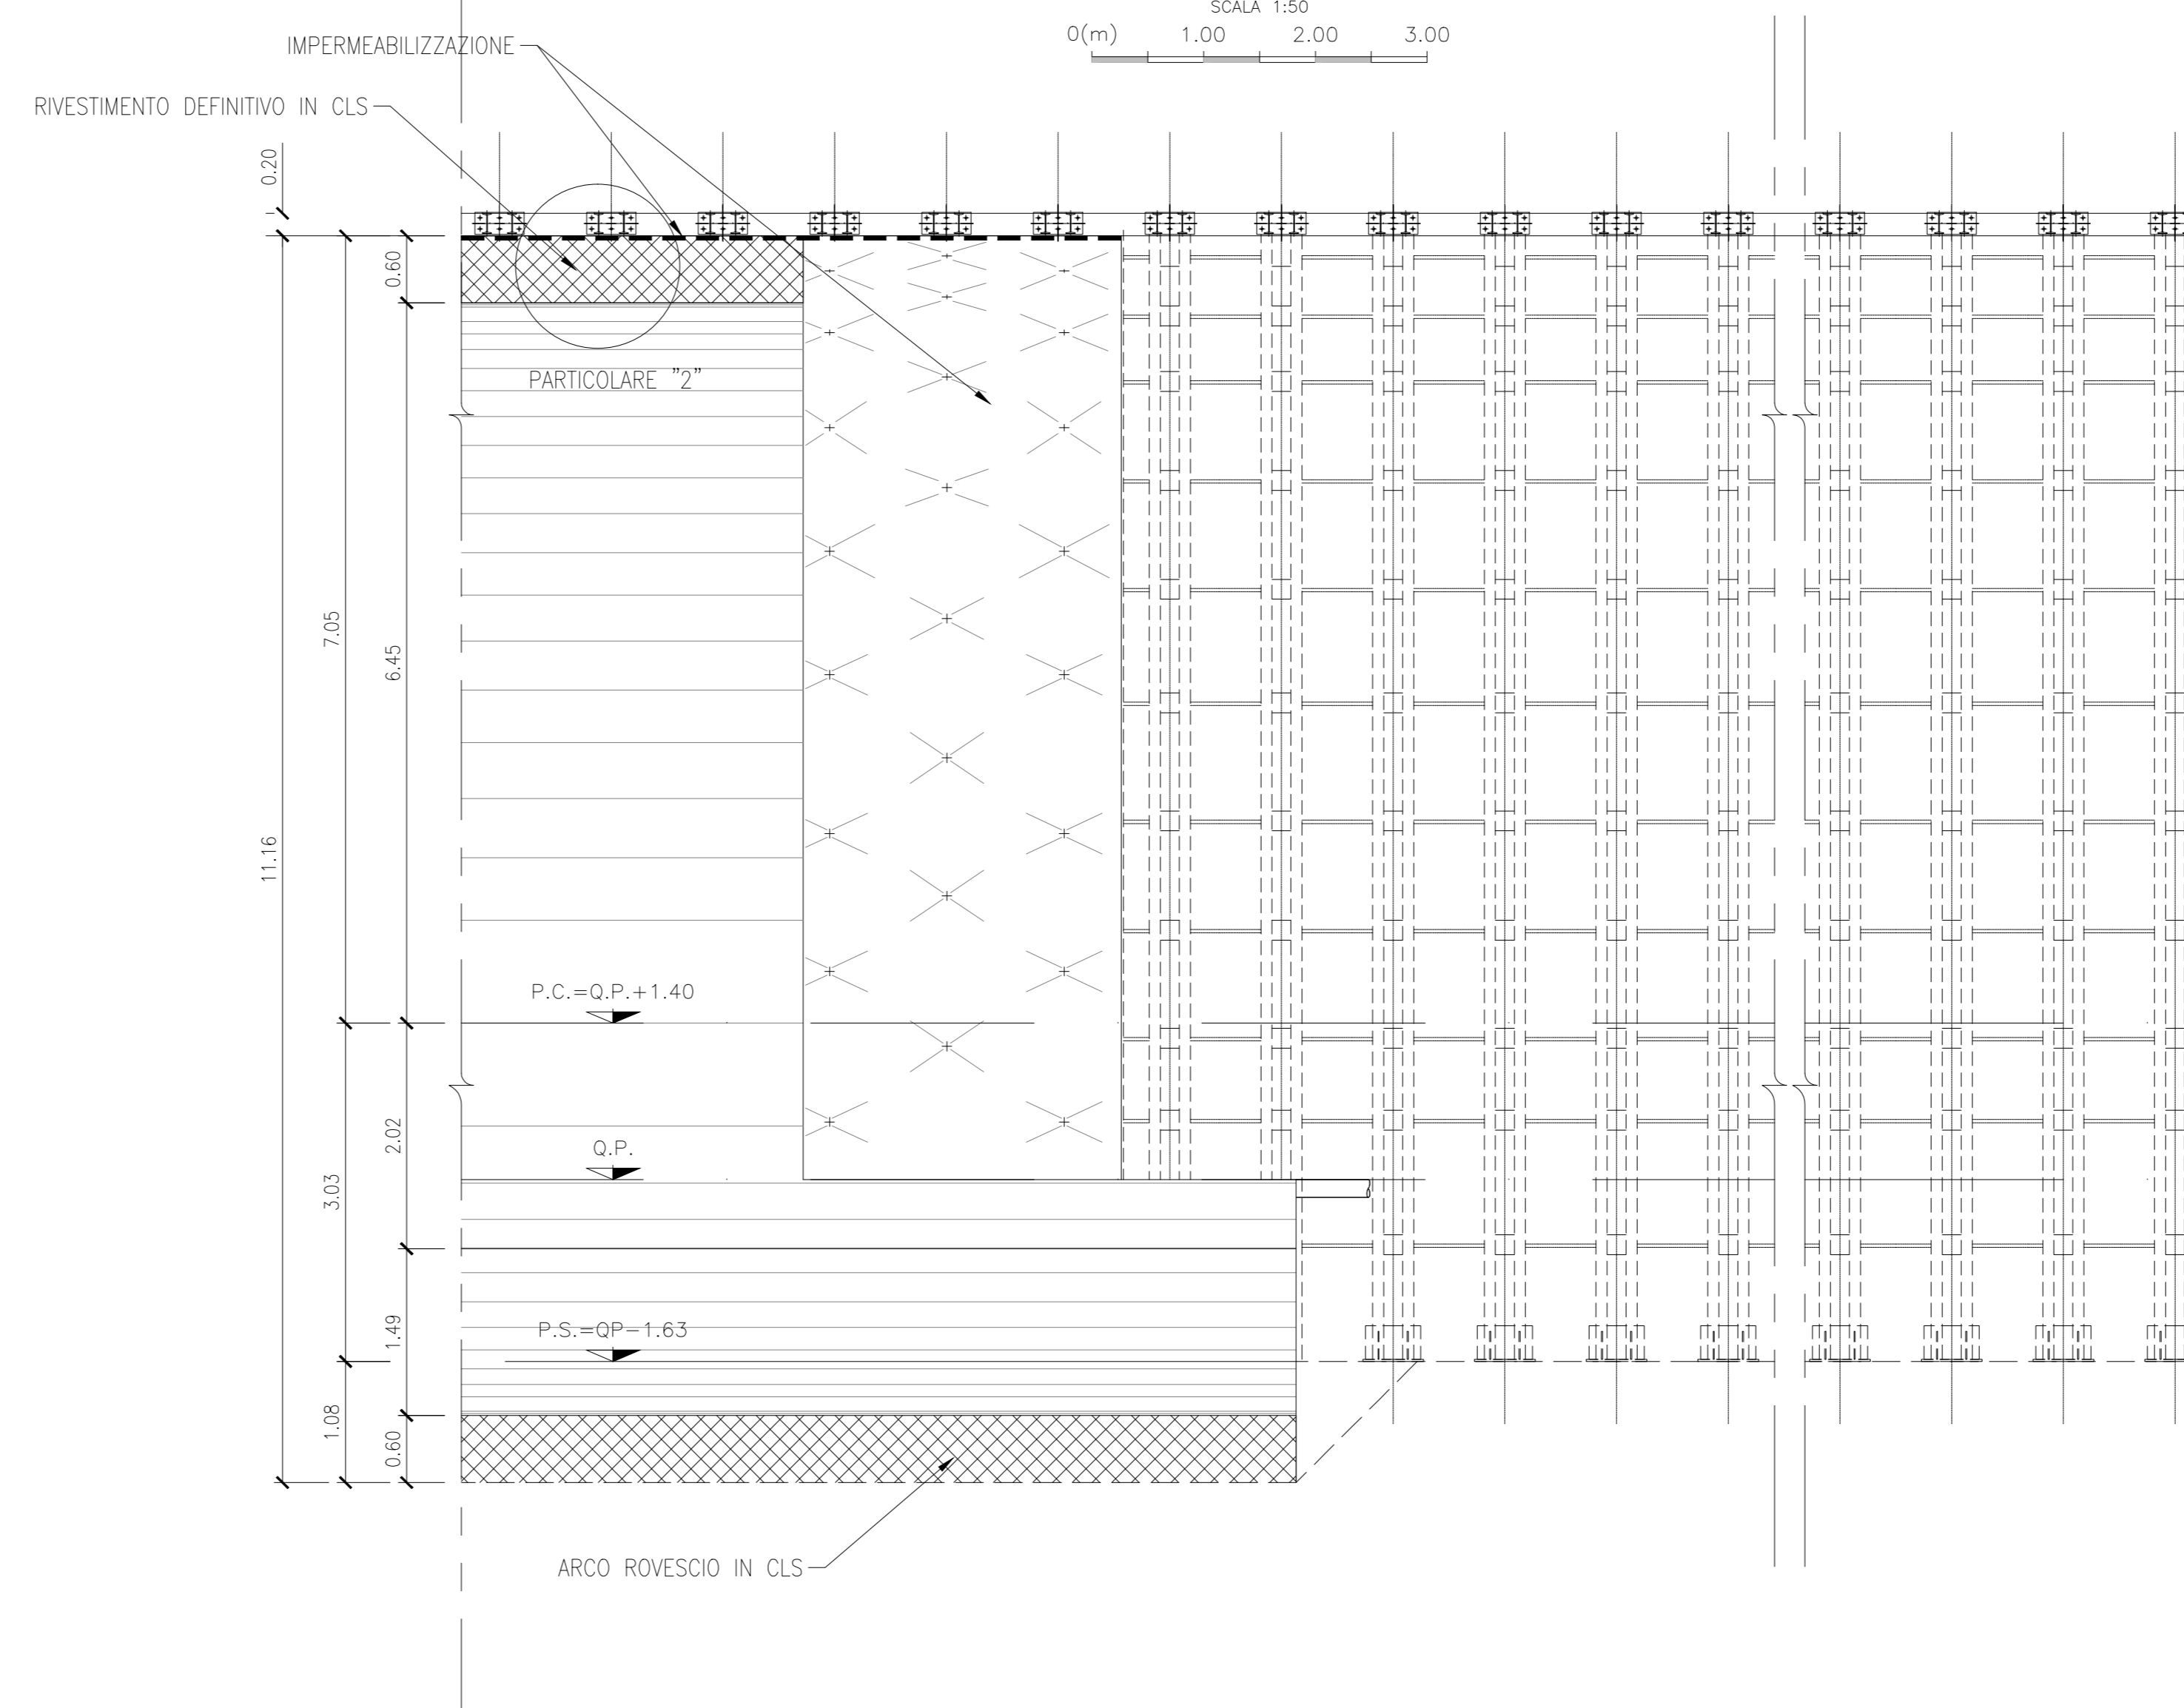 SCALA 1:50
0(m) 1.00 2.00 3.00
IMPERMEABILIZZAZIONE
RIVESTIMENTO DEFINITIVO IN CLS
0.20
0.60
PARTICOLARE "2"
7.05
6.45
11.16
P.C.=Q.P.+1.40
2.02
Q.P.
3.03
1.49
P.S.=QP-1.63
1.08
0.60
ARCO ROVESCIO IN CLS